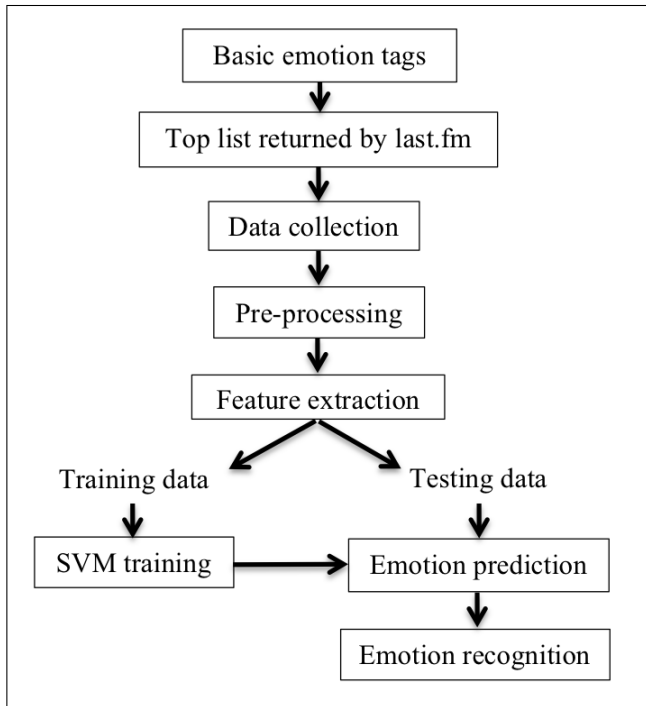 Basic emotion tags
Top list returned by last.fm
Data collection
Pre-processing
Feature extraction
Training data
Testing data
SVM training
Emotion prediction
Emotion recognition